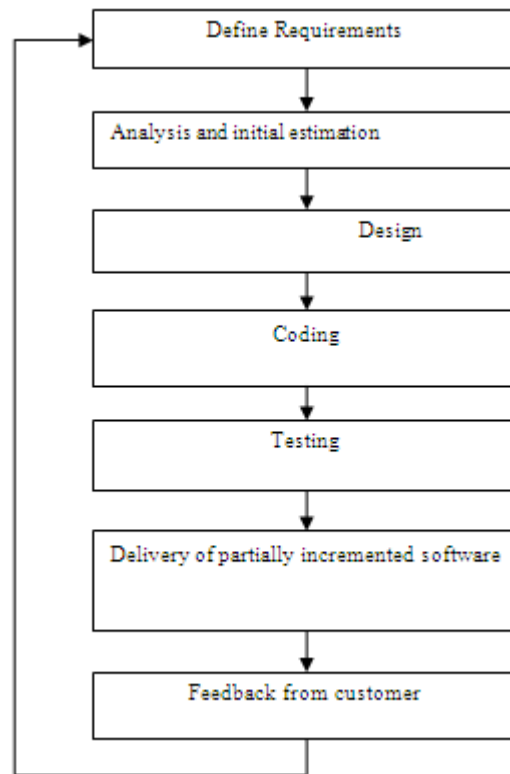 Define Requirements
Analysis and initial estimation
Design
Coding
Testing
Delivery of partially incremented software
Feedback from customer